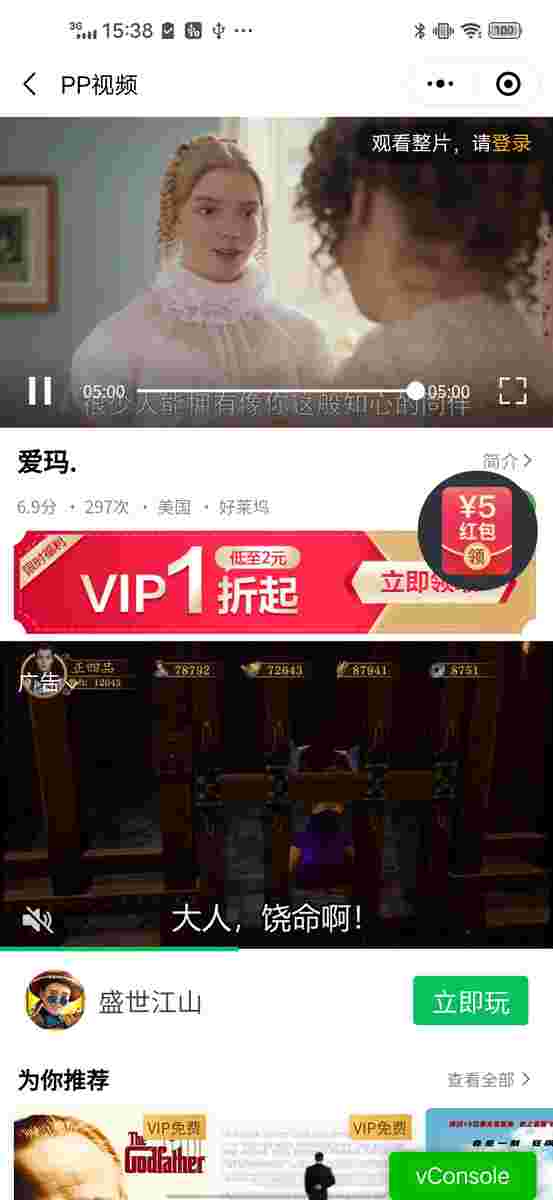 3G 15:38 100
PP视频
观看整片，请登录
05:00 05:00
很少人能拥有像你这般知心的同伴
爱玛.
简介
6.9分 · 297次 · 美国 · 好莱坞
¥5
红包
领
限时福利
VIP1折起
低至2元
立即领取
正四品
78792 72643 87941 8751
12643
广告
大人，饶命啊！
盛世江山
立即玩
为你推荐
查看全部
VIP免费
The Godfather
VIP免费
vConsole